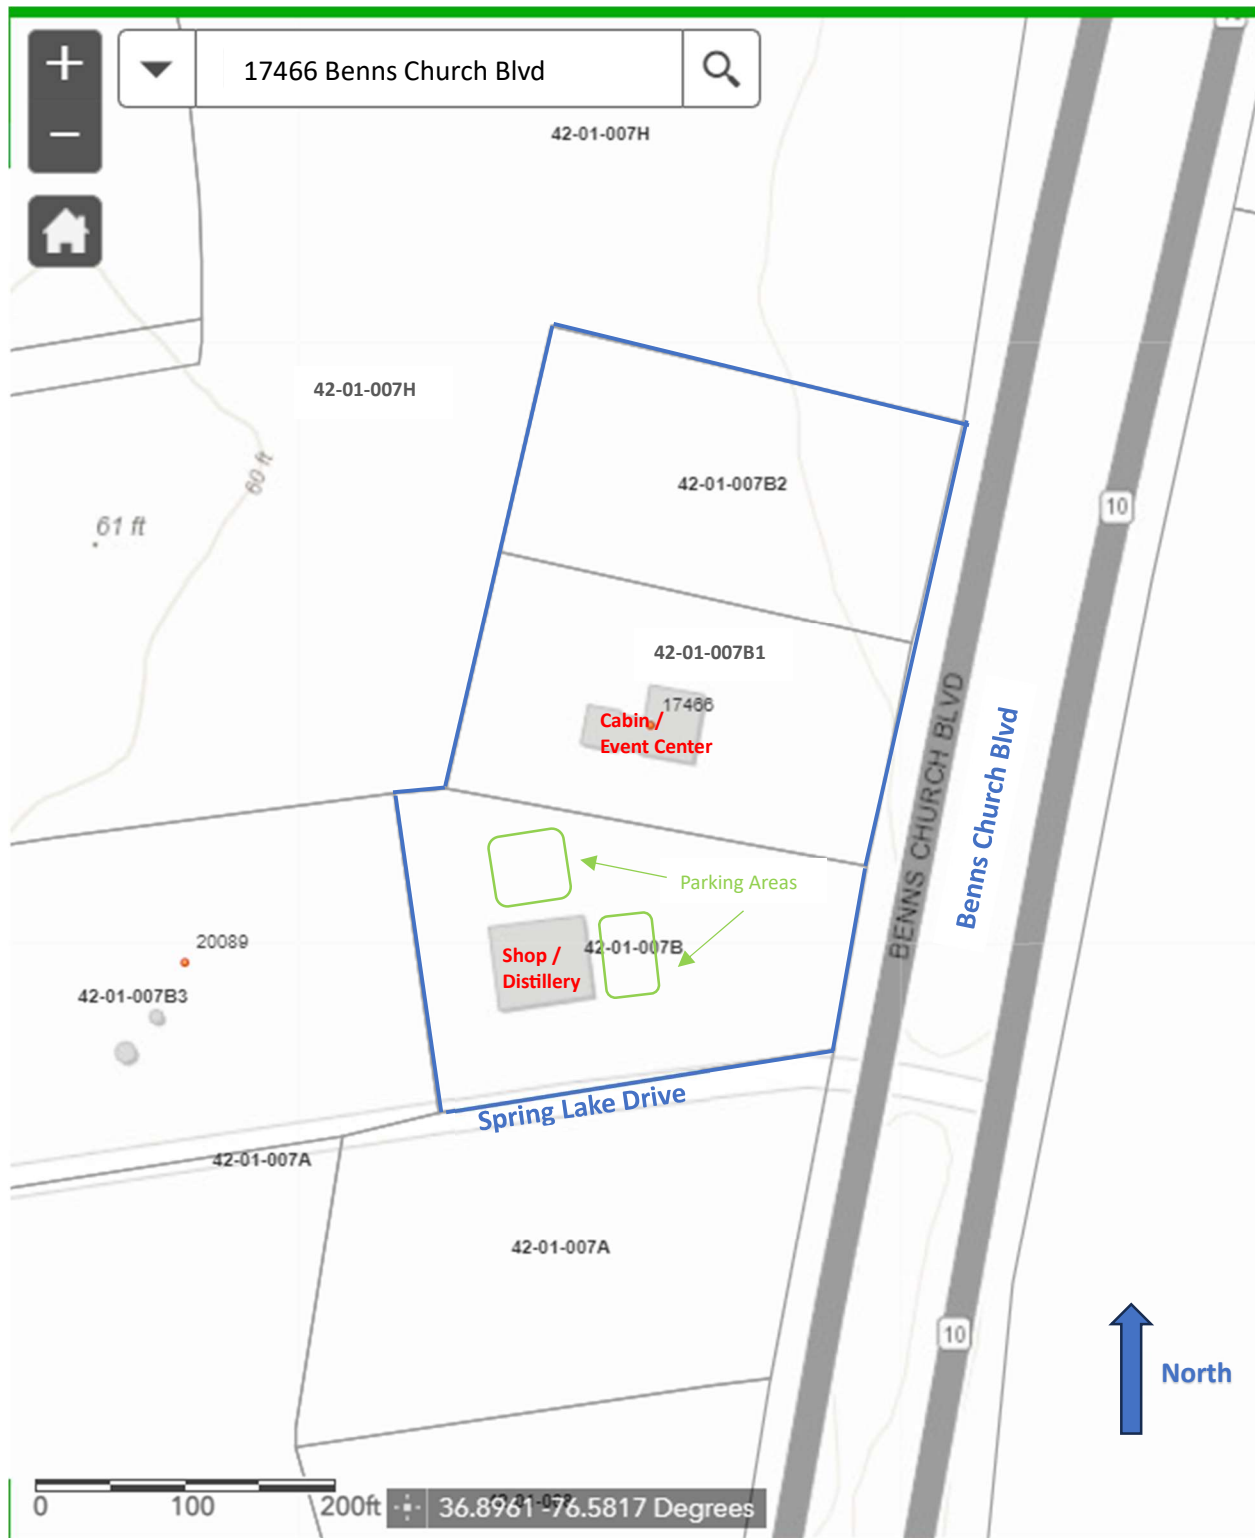 10
+
17466 Benns Church Blvd
−
42-01-007H
42-01-007H
60 ft
42-01-007B2
61 ft
10
42-01-007B1
17466
Cabin /
Event Center
BENNS CHURCH BLVD
Benns Church Blvd
Parking Areas
20089
42-01-007B
Shop /
Distillery
42-01-007B3
Spring Lake Drive
42-01-007A
42-01-007A
10
North
0 100 200ft
36.8961 -76.5817 Degrees